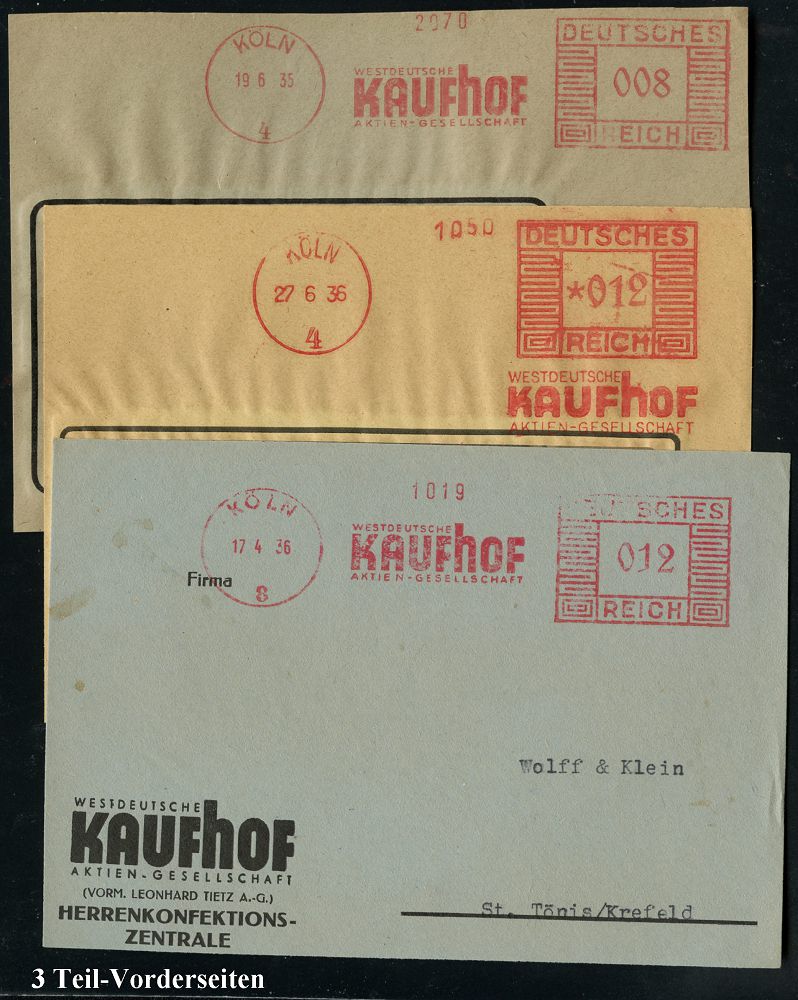 2070
KÖLN
19 6 35
4
WESTDEUTSCHE
KAUFhOF
AKTIEN-GESELLSCHAFT
DEUTSCHES
008
REICH
1050
KÖLN
27 6 36
4
DEUTSCHES
*012
REICH
WESTDEUTSCHE
KAUFhOF
AKTIEN-GESELLSCHAFT
1019
KÖLN
17 4 36
8
WESTDEUTSCHE
KAUFhOF
AKTIEN-GESELLSCHAFT
DEUTSCHES
012
REICH
Firma
Wolff & Klein
St. Tönis/Krefeld
WESTDEUTSCHE
KAUFhOF
AKTIEN-GESELLSCHAFT
(VORM. LEONHARD TIETZ A.-G.)
HERRENKONFEKTIONS-
ZENTRALE
3 Teil-Vorderseiten